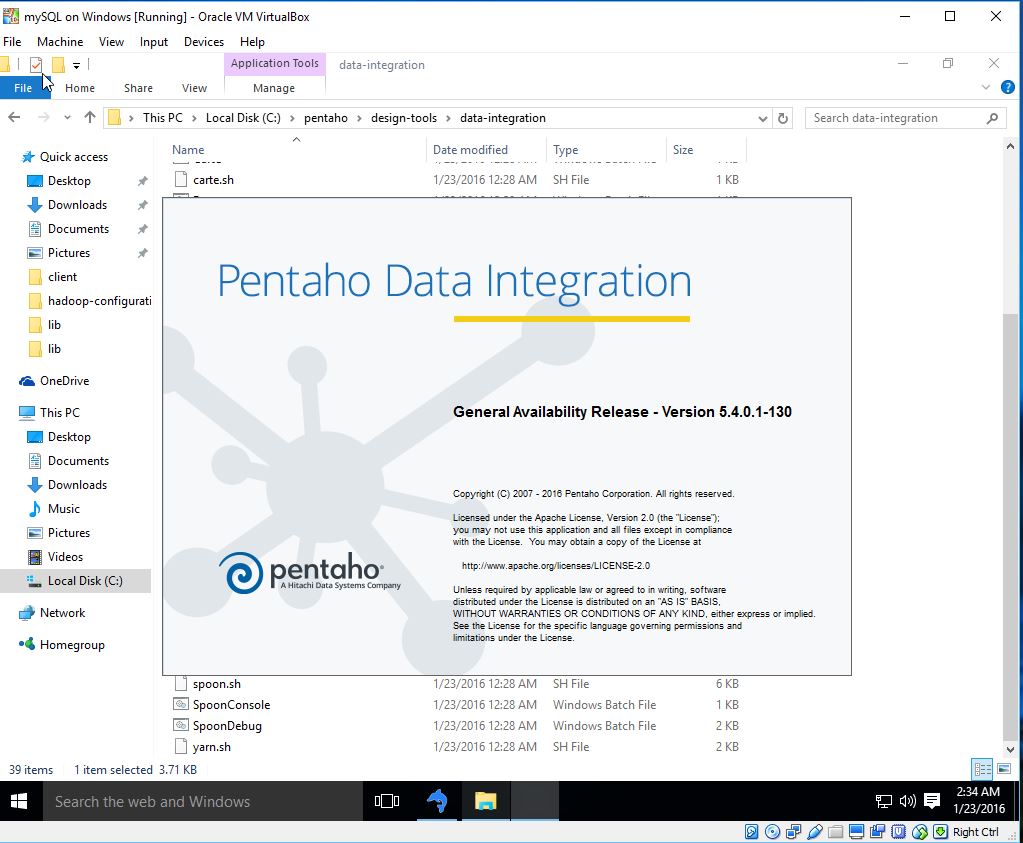 mySQL on Windows [Running] - Oracle VM VirtualBox
File Machine View Input Devices Help
Application Tools data-integration
File Home Share View Manage
This PC Local Disk (C:) pentaho design-tools data-integration
Search data-integration
Name Date modified Type Size
carte.sh 1/23/2016 12:28 AM SH File 1 KB
Quick access
Desktop
Downloads
Documents
Pictures
client
hadoop-configurati
lib
lib
OneDrive
This PC
Desktop
Documents
Downloads
Music
Pictures
Videos
Local Disk (C:)
Network
Homegroup
Pentaho Data Integration
General Availability Release - Version 5.4.0.1-130
Copyright (C) 2007 - 2016 Pentaho Corporation. All rights reserved.
Licensed under the Apache License, Version 2.0 (the "License");
you may not use this application and all files except in compliance
with the License. You may obtain a copy of the License at
http://www.apache.org/licenses/LICENSE-2.0
Unless required by applicable law or agreed to in writing, software
distributed under the License is distributed on an "AS IS" BASIS,
WITHOUT WARRANTIES OR CONDITIONS OF ANY KIND, either express or implied.
See the License for the specific language governing permissions and
limitations under the License.
pentaho
A Hitachi Data Systems Company
spoon.sh 1/23/2016 12:28 AM SH File 6 KB
SpoonConsole 1/23/2016 12:28 AM Windows Batch File 1 KB
SpoonDebug 1/23/2016 12:28 AM Windows Batch File 2 KB
yarn.sh 1/23/2016 12:28 AM SH File 2 KB
39 items 1 item selected 3.71 KB
Search the web and Windows
2:34 AM
1/23/2016
Right Ctrl